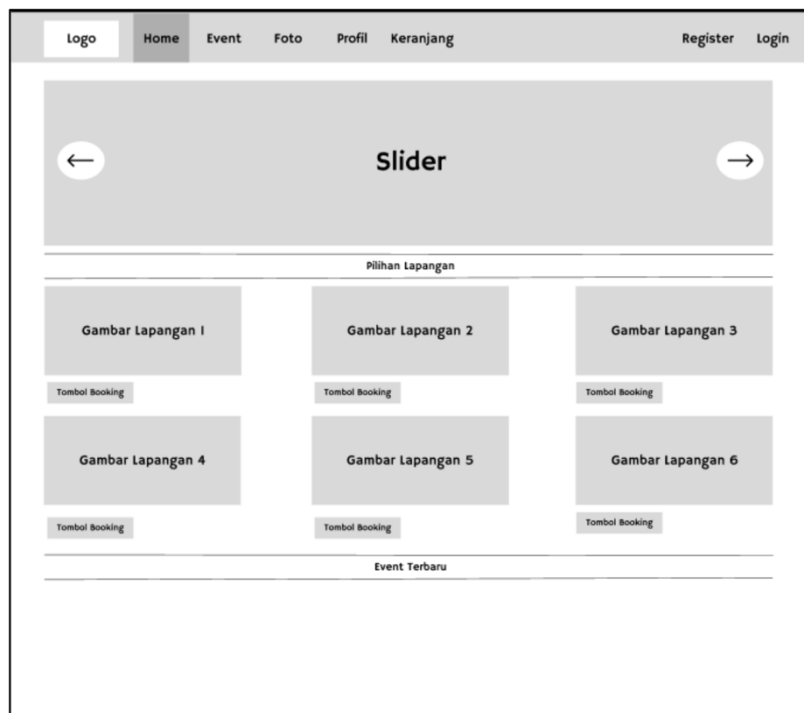 Logo Home Event Foto Profil Keranjang Register Login
Slider
Pilihan Lapangan
Gambar Lapangan 1 Gambar Lapangan 2 Gambar Lapangan 3
Tombol Booking Tombol Booking Tombol Booking
Gambar Lapangan 4 Gambar Lapangan 5 Gambar Lapangan 6
Tombol Booking Tombol Booking Tombol Booking
Event Terbaru